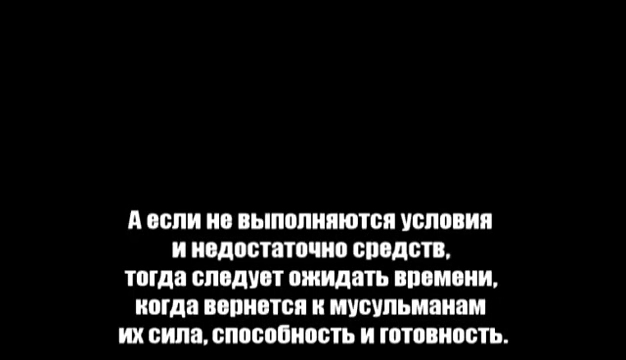 А если не выполняются условия
и недостаточно средств,
тогда следует ожидать времени,
когда вернется к мусульманам
их сила, способность и готовность.